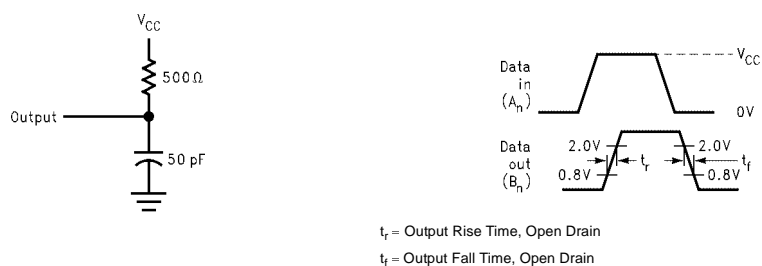 V_CC
500Ω
Output
50 pF
Data in (A_n)
V_CC
0V
Data out (B_n)
2.0V
0.8V
t_r
2.0V
0.8V
t_f
t_r = Output Rise Time, Open Drain
t_f = Output Fall Time, Open Drain